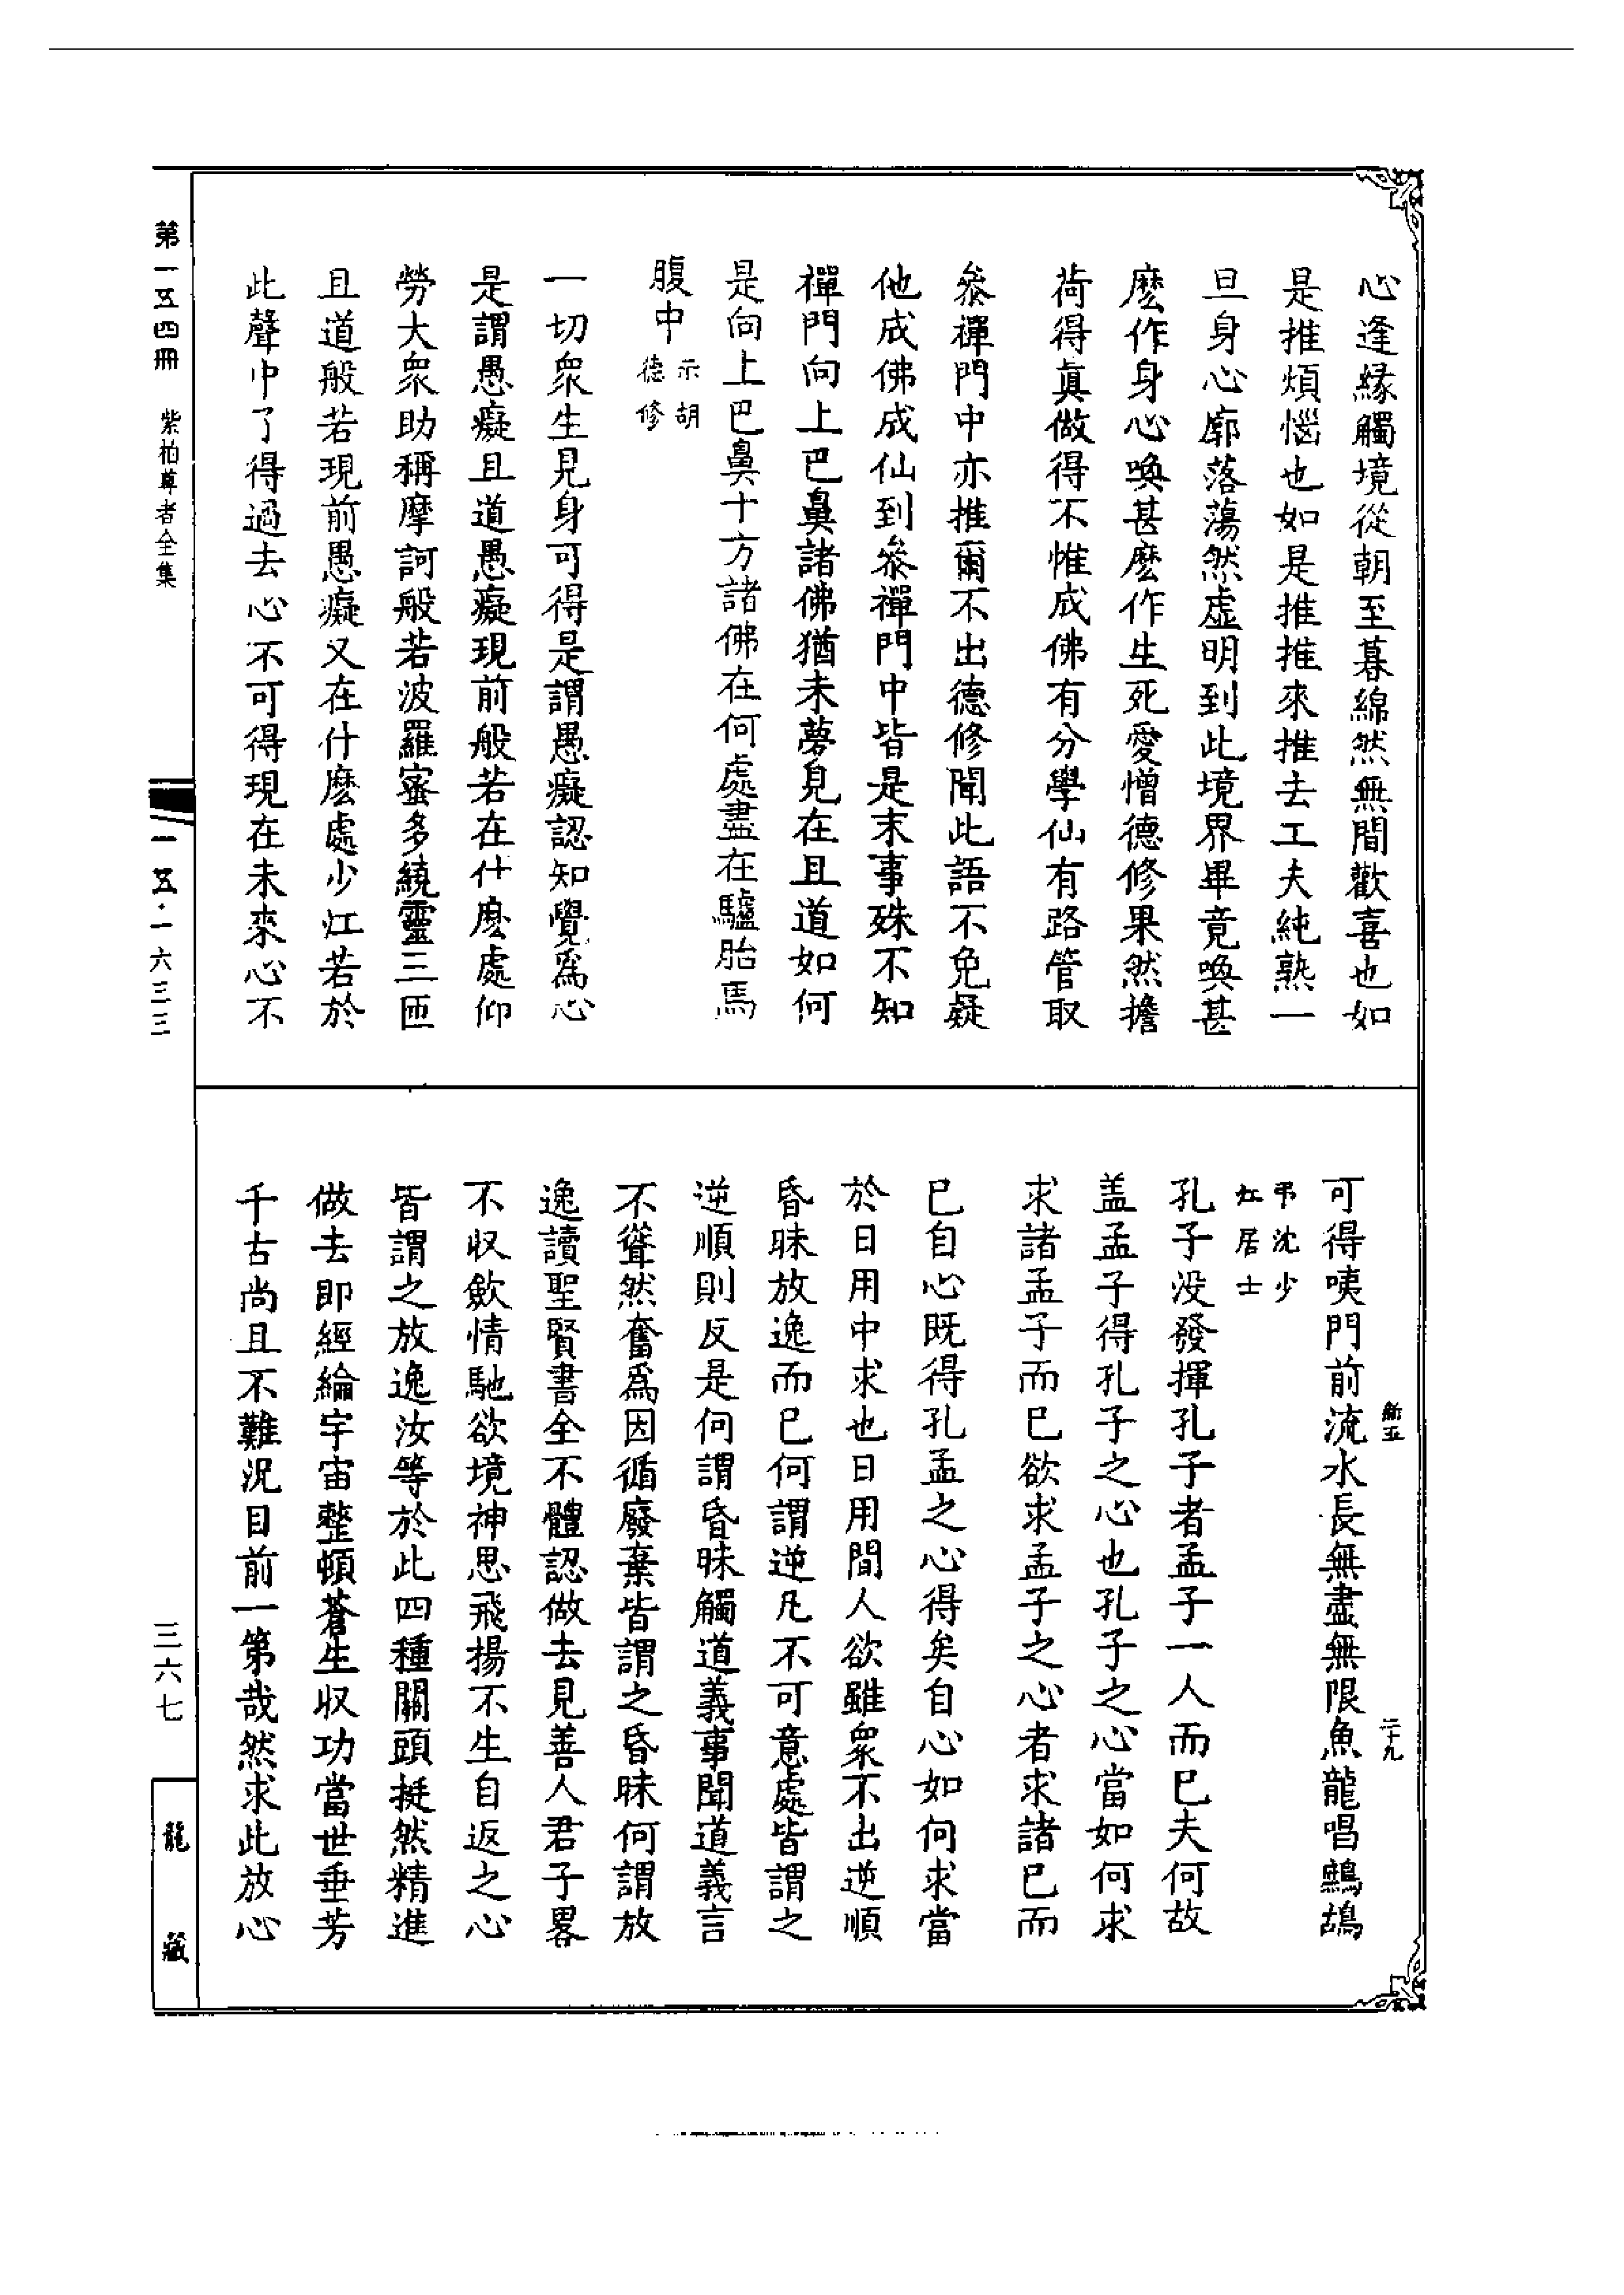 心逢緣觸境從朝至暮綿然無間歡喜也如
是推煩惱也如是推推來推去工夫純熟一
旦身心廓落蕩然虛明到此境界畢竟喚甚
麼作身心喚甚麼作生死愛憎德修果然擔
荷得真做得不惟成佛有分學仙有路管取
叅禪門中亦推爾不出德修聞此語不免疑
他成佛成仙到叅禪門中皆是末事殊不知
禪門向上巴鼻諸佛猶未夢見在且道如何
是向上巴鼻十方諸佛在何處盡在驢胎馬
腹中
示胡
德修
一切眾生見身可得是謂愚癡認知覺為心
是謂愚癡且道愚癡現前般若在什麼處仰
勞大眾助稱摩訶般若波羅蜜多繞靈三匝
且道般若現前愚癡又在什麼處少江若於
此聲中了得過去心不可得現在未來心不
可得咦門前流水長無盡無限魚龍唱鷓鴣
弔沈少
江居士
孔子沒發揮孔子者孟子一人而已夫何故
盖孟子得孔子之心也孔子之心當如何求
求諸孟子而已欲求孟子之心者求諸己而
已自心既得孔孟之心得矣自心如何求當
於日用中求也日用間人欲雖眾不出逆順
昏昧放逸而已何謂逆凡不可意處皆謂之
逆順則反是何謂昏昧觸道義事聞道義言
不聳然奮為因循廢棄皆謂之昏昧何謂放
逸讀聖賢書全不體認做去見善人君子畧
不収歛情馳欲境神思飛揚不生自返之心
皆謂之放逸汝等於此四種關頭挺然精進
做去即經綸宇宙整頓蒼生収功當世垂芳
千古尚且不難況目前一第哉然求此放心
第一五四冊 紫柏尊者全集
一五·一六三三
三六七
龍藏
二十九